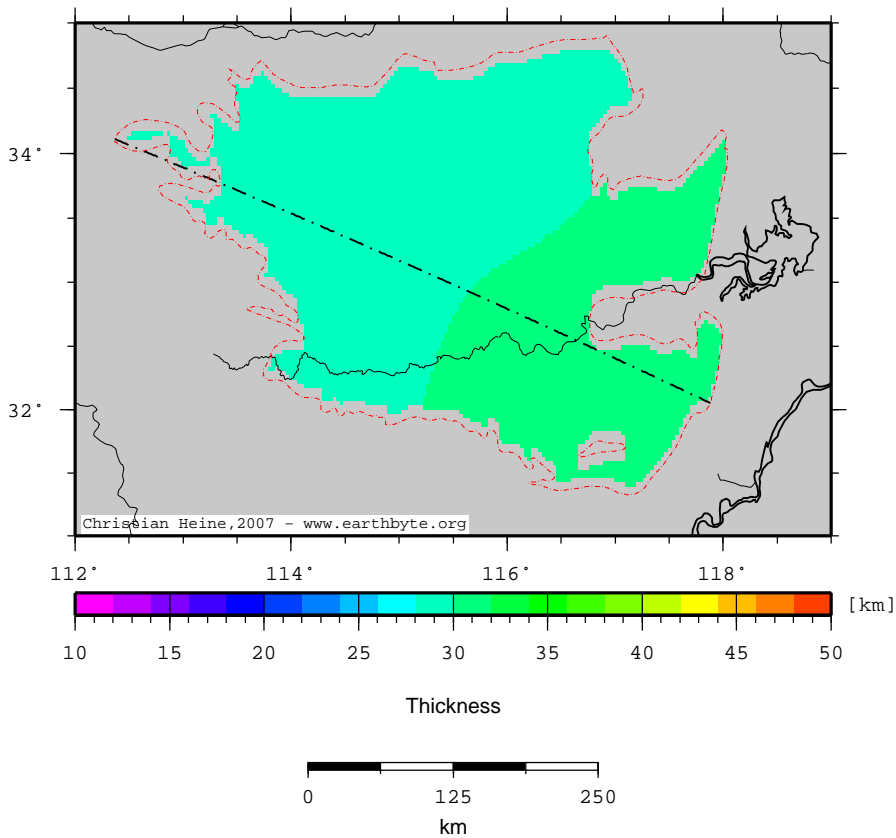 34°
32°
Christian Heine,2007 - www.earthbyte.org
112° 114° 116° 118°
[km]
10 15 20 25 30 35 40 45 50
Thickness
0 125 250
km